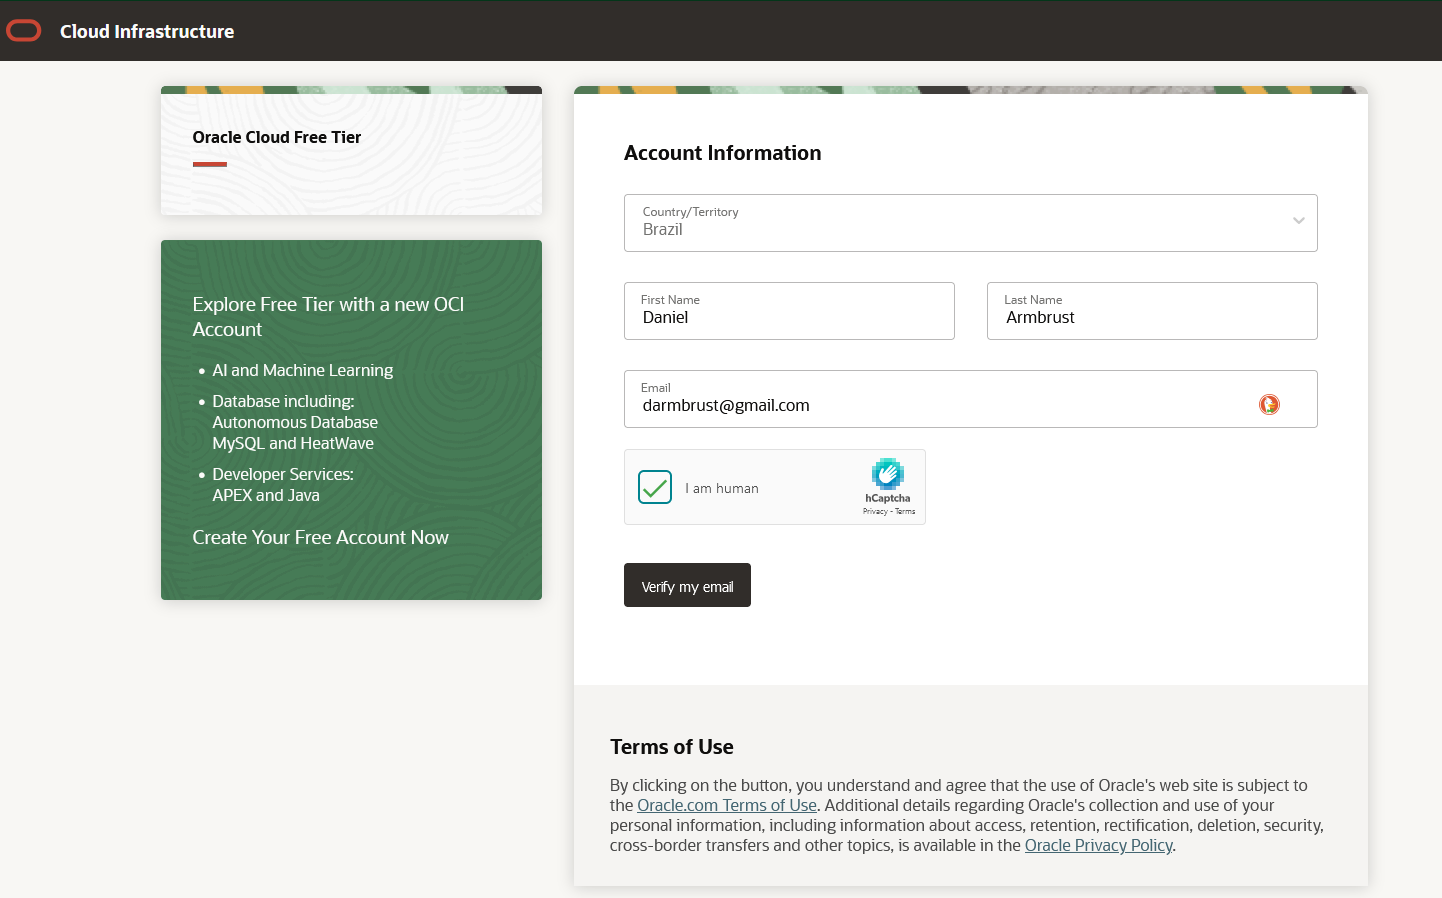 Cloud Infrastructure
Oracle Cloud Free Tier
Explore Free Tier with a new OCI
Account
• AI and Machine Learning
• Database including:
Autonomous Database
MySQL and HeatWave
• Developer Services:
APEX and Java
Create Your Free Account Now
Account Information
Country/Territory
Brazil
First Name
Daniel
Last Name
Armbrust
Email
darmbrust@gmail.com
I am human
hCaptcha
Privacy - Terms
Verify my email
Terms of Use
By clicking on the button, you understand and agree that the use of Oracle's web site is subject to
the Oracle.com Terms of Use. Additional details regarding Oracle's collection and use of your
personal information, including information about access, retention, rectification, deletion, security,
cross-border transfers and other topics, is available in the Oracle Privacy Policy.